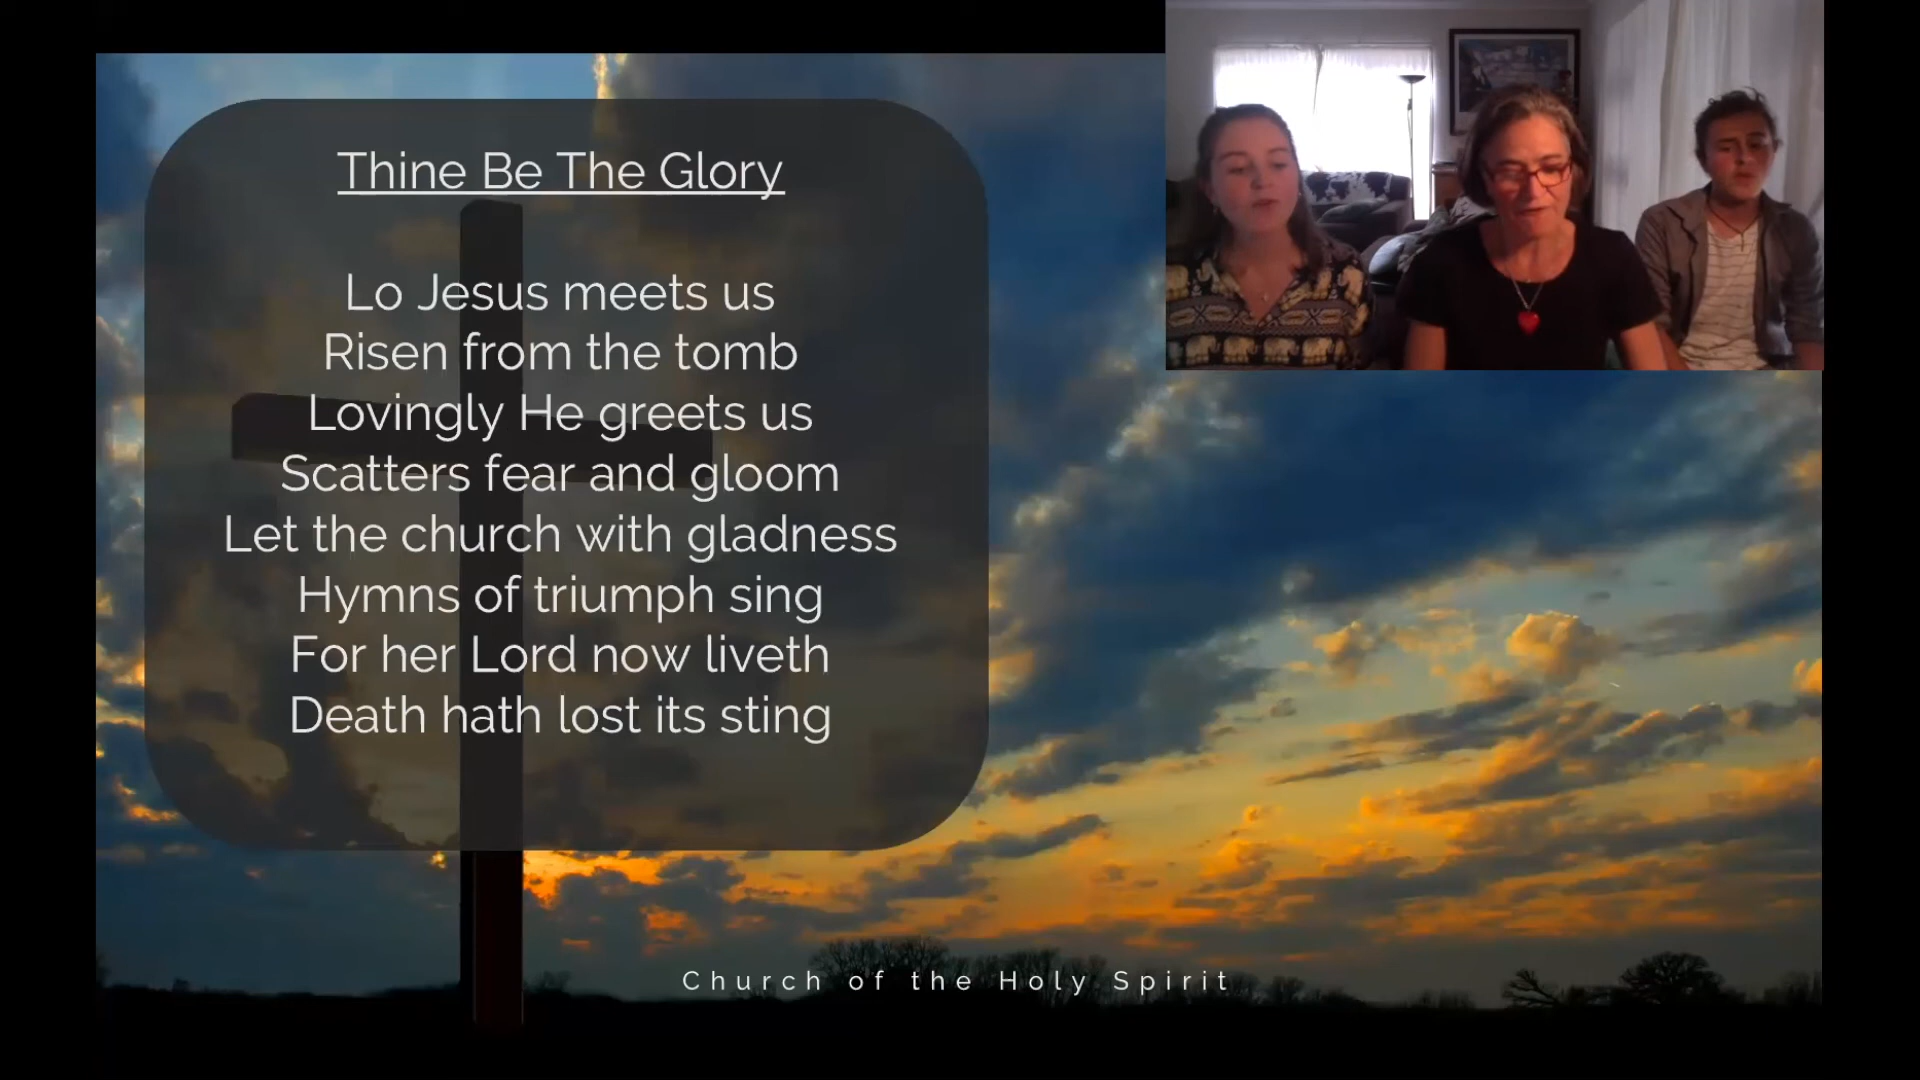 Thine Be The Glory
Lo Jesus meets us
Risen from the tomb
Lovingly He greets us
Scatters fear and gloom
Let the church with gladness
Hymns of triumph sing
For her Lord now liveth
Death hath lost its sting
Church of the Holy Spirit